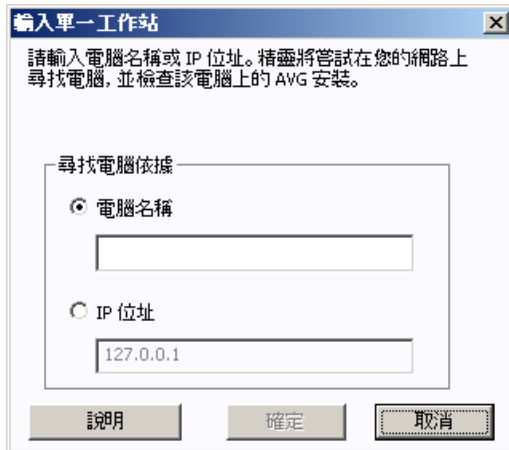 輸入單一工作站
請輸入電腦名稱或 IP 位址。精靈將嘗試在您的網路上
尋找電腦, 並檢查該電腦上的 AVG 安裝。
尋找電腦依據
電腦名稱
IP 位址
127.0.0.1
說明
確定
取消